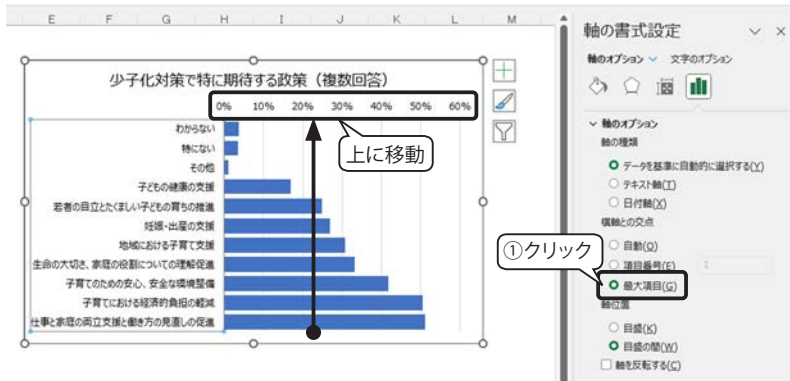 E F G H I J K L M
軸の書式設定
軸のオプション 文字のオプション
少子化対策で特に期待する政策（複数回答）
0% 10% 20% 30% 40% 50% 60%
わからない
特にない
その他
子どもの健康の支援
若者の自立とたくましい子どもの育ちの推進
妊娠・出産の支援
地域における子育て支援
生命の大切さ、家庭の役割についての理解促進
子育てのための安心、安全な環境整備
子育てにおける経済的負担の軽減
仕事と家庭の両立支援と働き方の見直しの促進
上に移動
①クリック
軸のオプション
軸の種類
データを基準に自動的に選択する(Y)
テキスト軸(T)
日付軸(X)
横軸との交点
自動(O)
項目番号(E) 1
最大項目(G)
軸位置
目盛(K)
目盛の間(W)
軸を反転する(C)